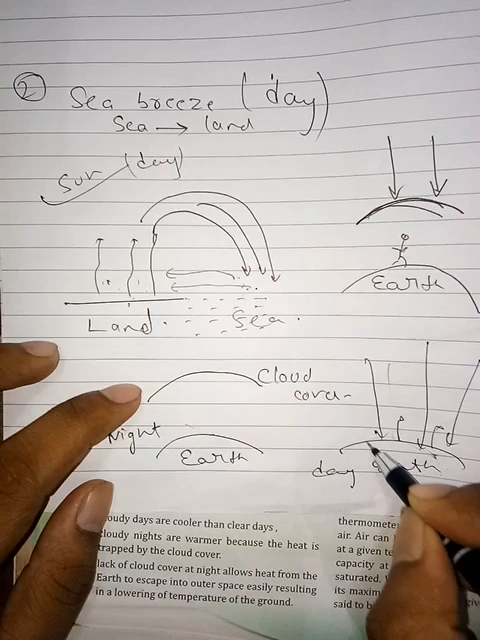 ② Sea breeze (day)
Sea → land
Sun (day)
Earth
Land.
Sea.
Cloud
cover
Night
Earth
day Earth
oudy days are cooler than clear days,
cloudy nights are warmer because the heat is
trapped by the cloud cover.
lack of cloud cover at night allows heat from the
Earth to escape into outer space easily resulting
in a lowering of temperature of the ground.
thermomete
air. Air can
at a given te
capacity at
saturated.
its maxim
said to b